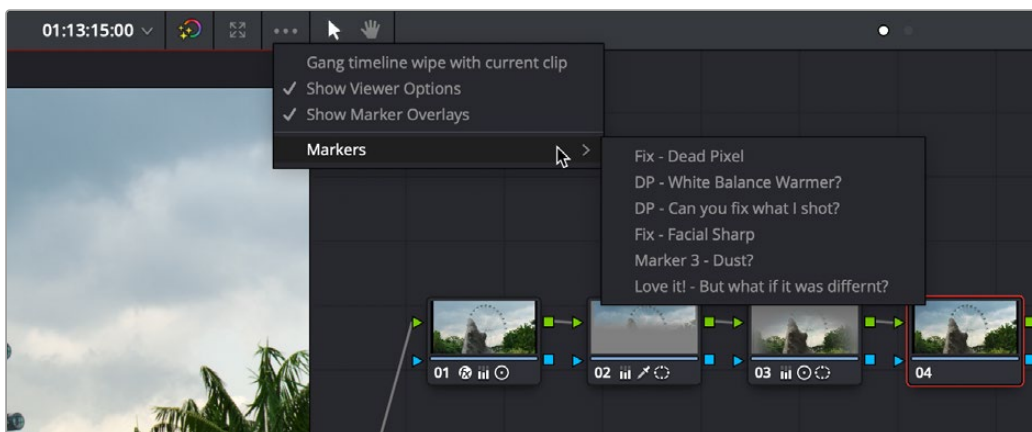 01:13:15:00
Gang timeline wipe with current clip
Show Viewer Options
Show Marker Overlays
Markers
Fix - Dead Pixel
DP - White Balance Warmer?
DP - Can you fix what I shot?
Fix - Facial Sharp
Marker 3 - Dust?
Love it! - But what if it was differnt?
01
02
03
04